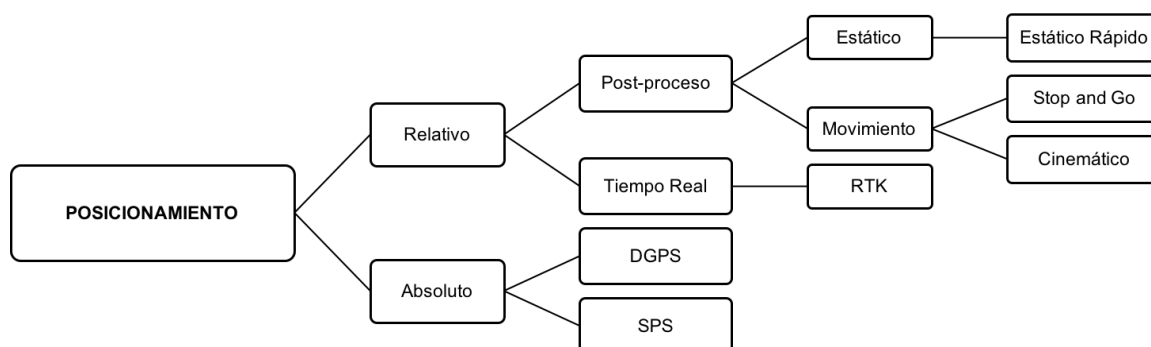 POSICIONAMIENTO
Relativo
Absoluto
Post-proceso
Tiempo Real
DGPS
SPS
Estático
Movimiento
RTK
Estático Rápido
Stop and Go
Cinemático